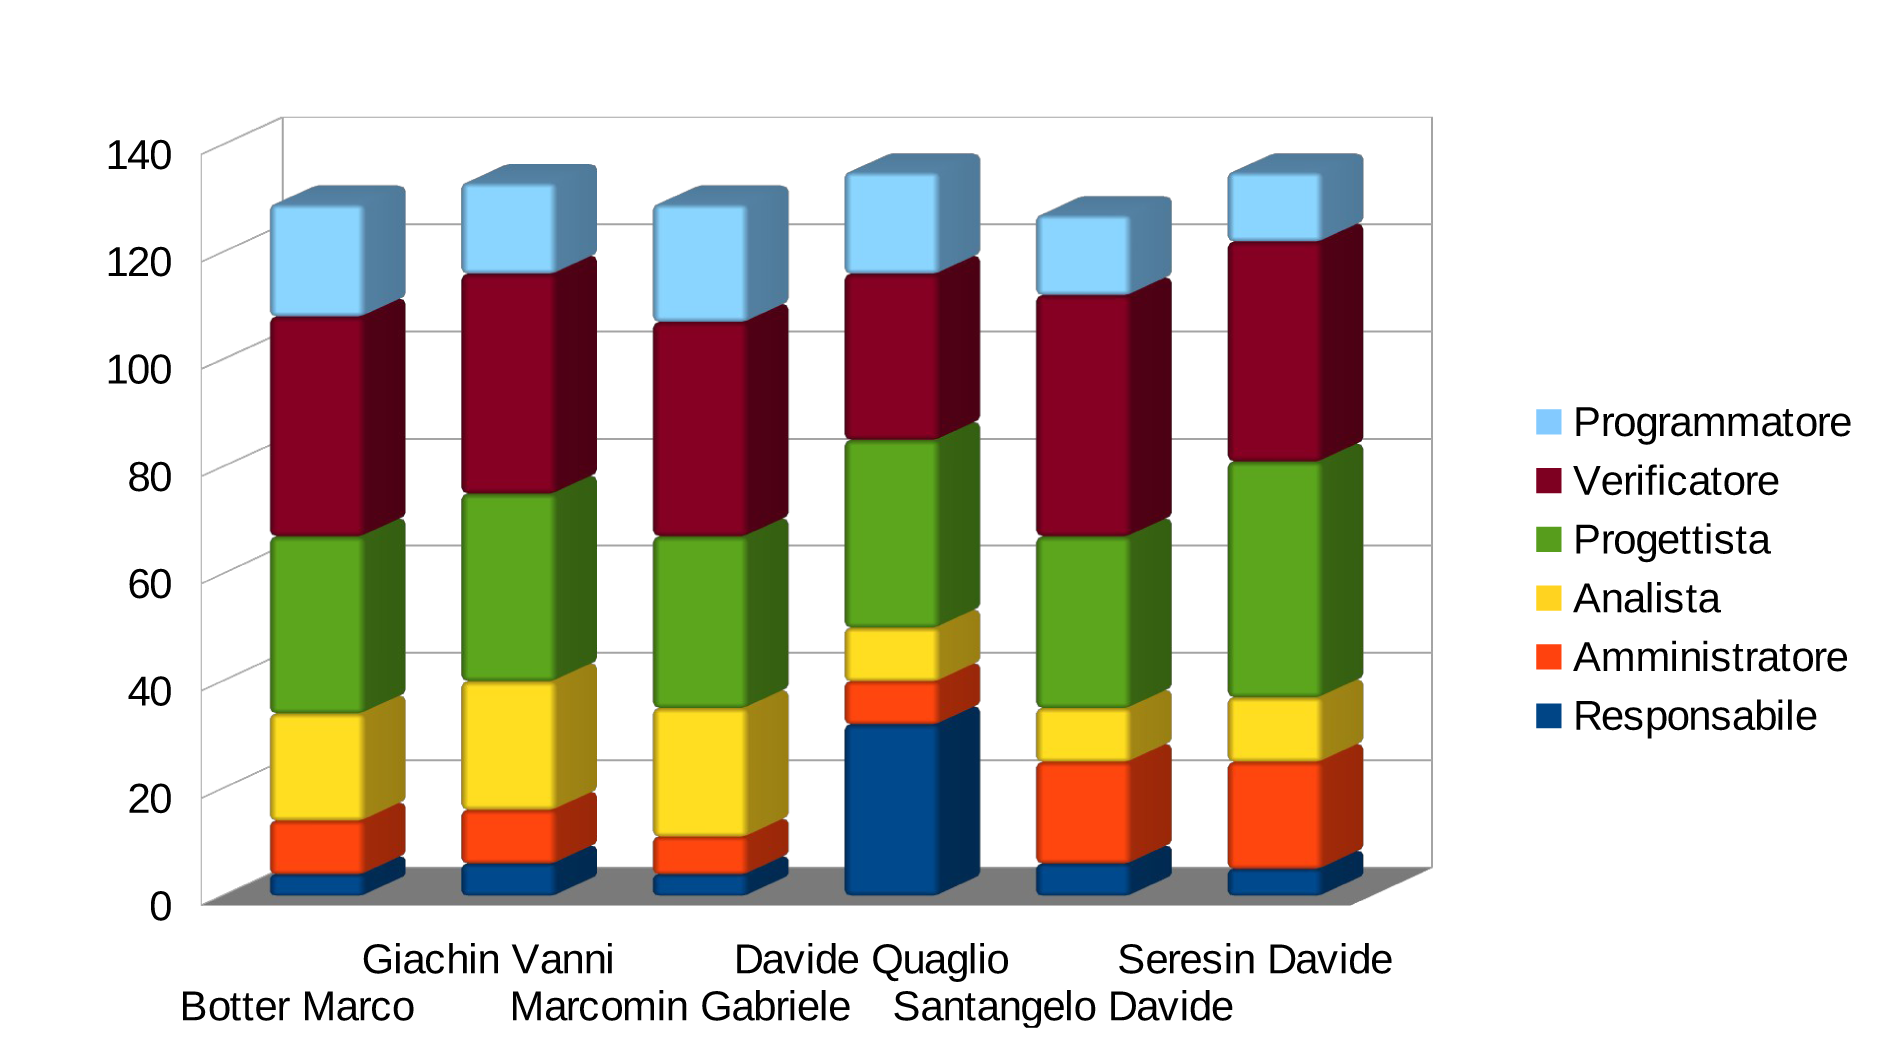 140
120
100
80
60
40
20
0
Giachin Vanni Davide Quaglio Seresin Davide
Botter Marco Marcomin Gabriele Santangelo Davide
Programmatore
Verificatore
Progettista
Analista
Amministratore
Responsabile